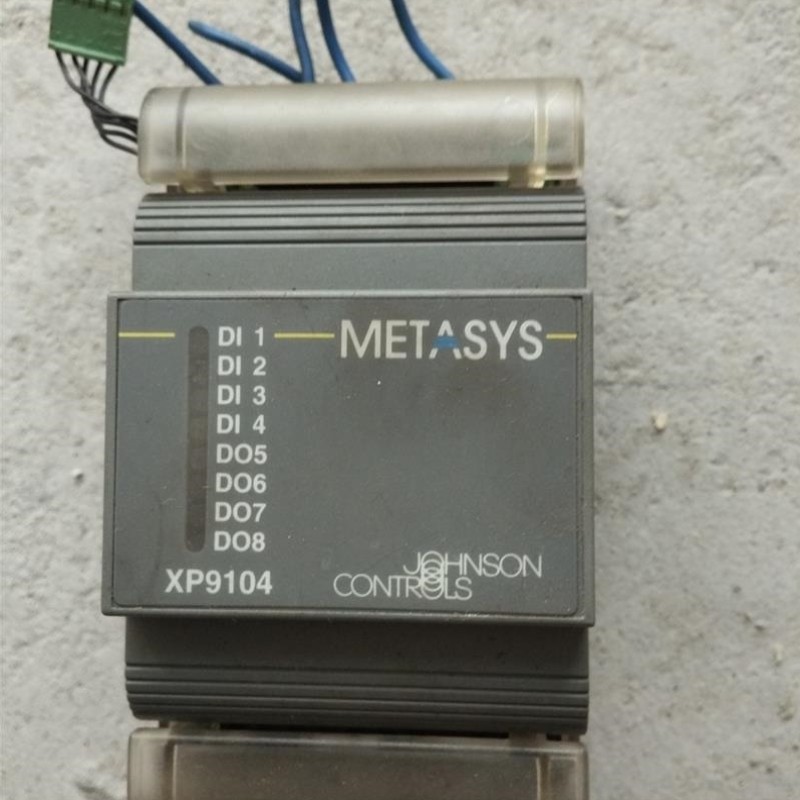 DI 1
METASYS
DI 2
DI 3
DI 4
DO5
DO6
DO7
DO8
XP9104
JOHNSON
CONTROLS